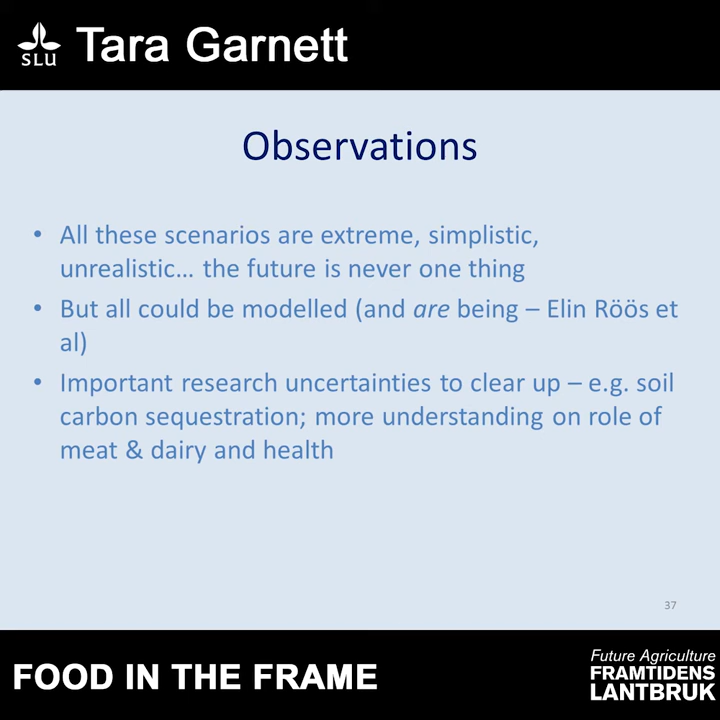 SLU
Tara Garnett
Observations
• All these scenarios are extreme, simplistic,
unrealistic... the future is never one thing
• But all could be modelled (and are being – Elin Röös et
al)
• Important research uncertainties to clear up – e.g. soil
carbon sequestration; more understanding on role of
meat & dairy and health
37
FOOD IN THE FRAME
Future Agriculture
FRAMTIDENS
LANTBRUK